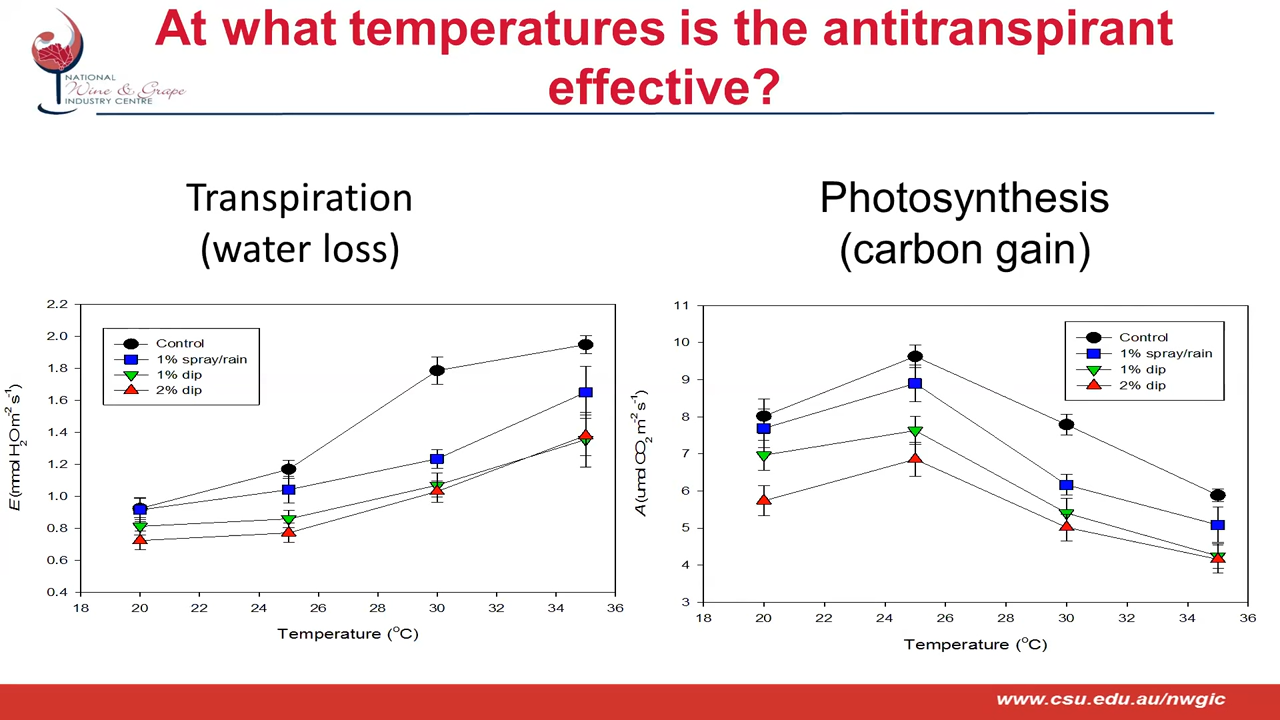 At what temperatures is the antitranspirant
effective?
NATIONAL
Wine & Grape
INDUSTRY CENTRE
Transpiration
(water loss)
Photosynthesis
(carbon gain)
2.2
2.0
1.8
1.6
1.4
1.2
1.0
0.8
0.6
0.4
E (mmol H2O m-2 s-1)
Control
1% spray/rain
1% dip
2% dip
18 20 22 24 26 28 30 32 34 36
Temperature (oC)
11
10
9
8
7
6
5
4
3
A (umol CO2 m-2 s-1)
Control
1% spray/rain
1% dip
2% dip
18 20 22 24 26 28 30 32 34 36
Temperature (oC)
www.csu.edu.au/nwgic